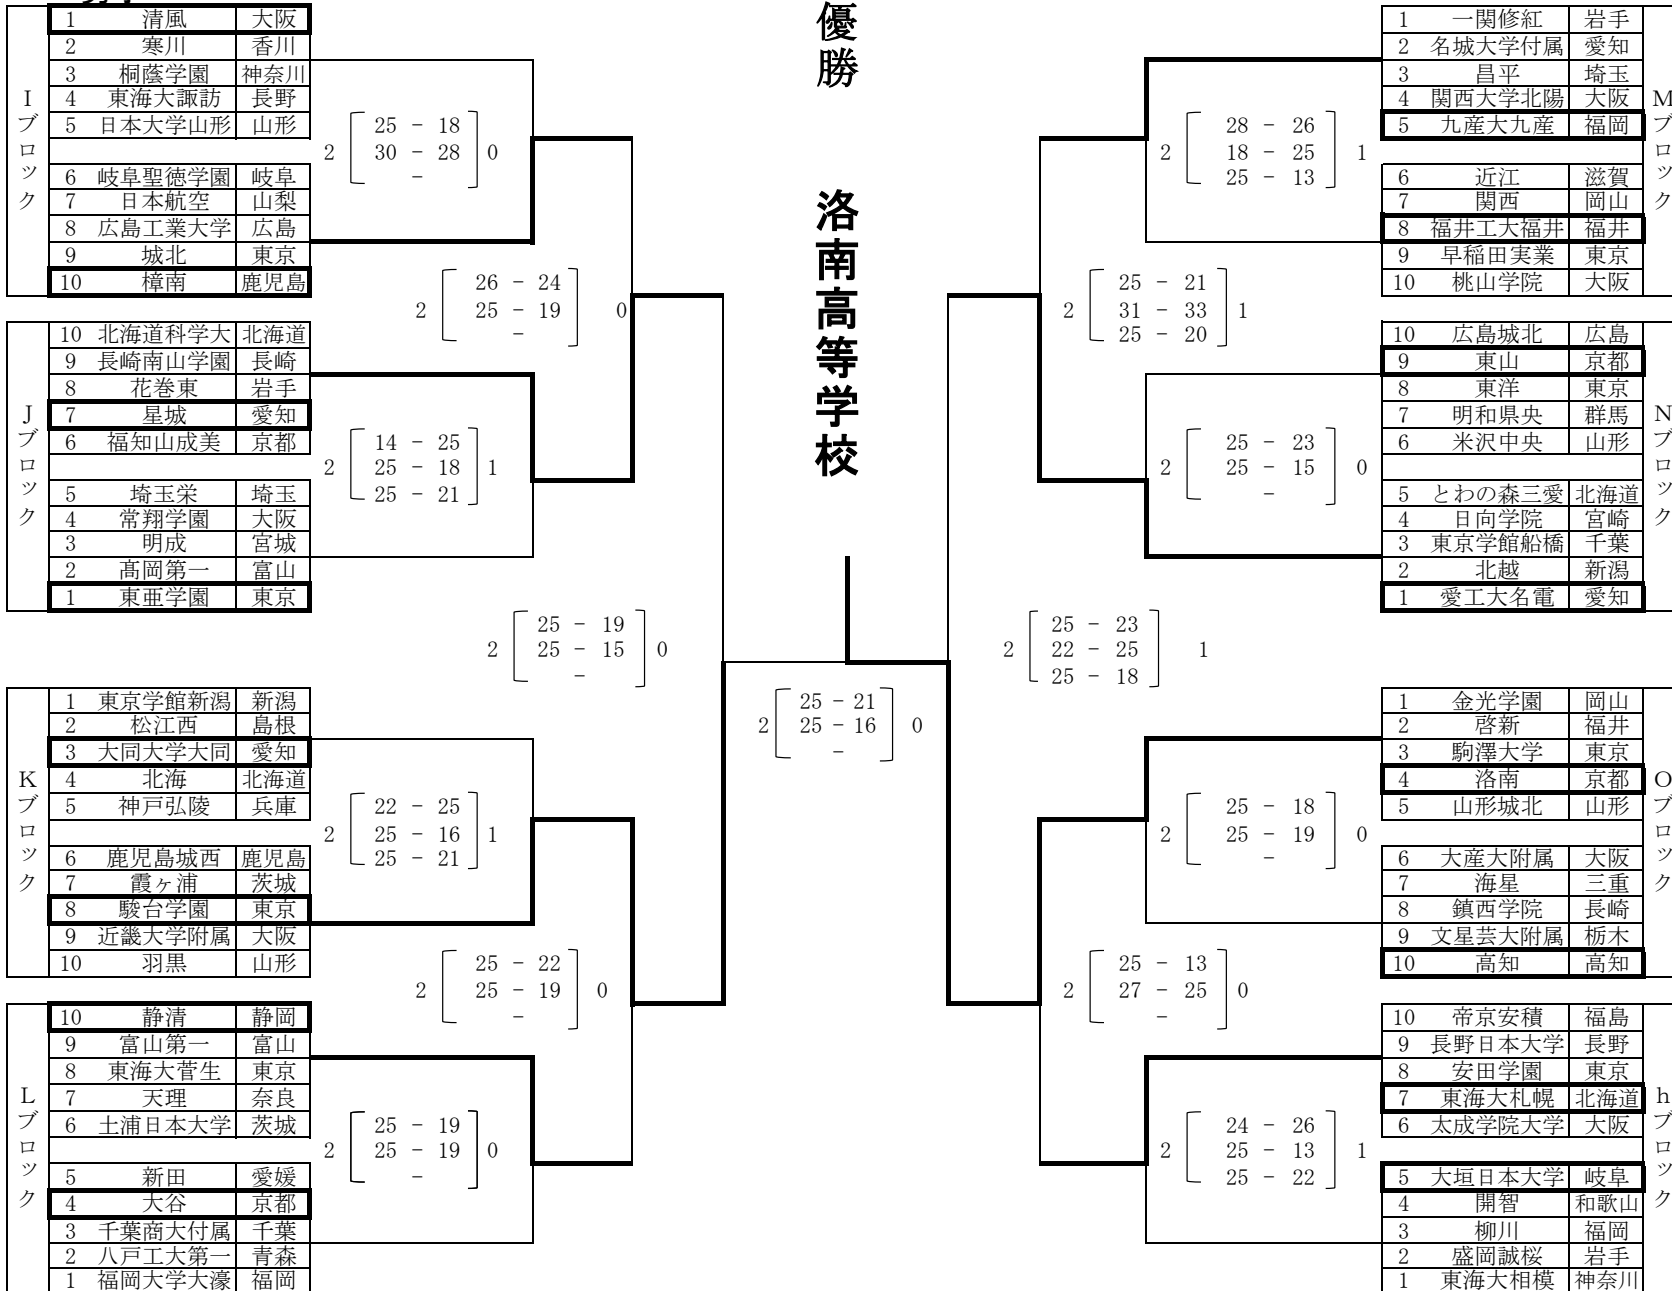 優勝 洛南高等学校
Iブロック
1 清風 大阪
2 寒川 香川
3 桐蔭学園 神奈川
4 東海大諏訪 長野
5 日本大学山形 山形
6 岐阜聖徳学園 岐阜
7 日本航空 山梨
8 広島工業大学 広島
9 城北 東京
10 樟南 鹿児島
2 25 - 18 0
30 - 28
-
2 26 - 24 0
25 - 19
-
Jブロック
10 北海道科学大 北海道
9 長崎南山学園 長崎
8 花巻東 岩手
7 星城 愛知
6 福知山成美 京都
5 埼玉栄 埼玉
4 常翔学園 大阪
3 明成 宮城
2 髙岡第一 富山
1 東亜学園 東京
2 14 - 25 1
25 - 18
25 - 21
2 25 - 19 0
25 - 15
-
Kブロック
1 東京学館新潟 新潟
2 松江西 島根
3 大同大学大同 愛知
4 北海 北海道
5 神戸弘陵 兵庫
6 鹿児島城西 鹿児島
7 霞ヶ浦 茨城
8 駿台学園 東京
9 近畿大学附属 大阪
10 羽黒 山形
2 22 - 25 1
25 - 16
25 - 21
2 25 - 22 0
25 - 19
-
Lブロック
10 静清 静岡
9 富山第一 富山
8 東海大菅生 東京
7 天理 奈良
6 土浦日本大学 茨城
5 新田 愛媛
4 大谷 京都
3 千葉商大付属 千葉
2 八戸工大第一 青森
1 福岡大学大濠 福岡
2 25 - 19 0
25 - 19
-
2 25 - 21 0
25 - 16
-
Mブロック
1 一関修紅 岩手
2 名城大学付属 愛知
3 昌平 埼玉
4 関西大学北陽 大阪
5 九産大九産 福岡
6 近江 滋賀
7 関西 岡山
8 福井工大福井 福井
9 早稲田実業 東京
10 桃山学院 大阪
2 28 - 26 1
18 - 25
25 - 13
2 25 - 21 1
31 - 33
25 - 20
Nブロック
10 広島城北 広島
9 東山 京都
8 東洋 東京
7 明和県央 群馬
6 米沢中央 山形
5 とわの森三愛 北海道
4 日向学院 宮崎
3 東京学館船橋 千葉
2 北越 新潟
1 愛工大名電 愛知
2 25 - 23 0
25 - 15
-
2 25 - 23 1
22 - 25
25 - 18
Oブロック
1 金光学園 岡山
2 啓新 福井
3 駒澤大学 東京
4 洛南 京都
5 山形城北 山形
6 大産大附属 大阪
7 海星 三重
8 鎮西学院 長崎
9 文星芸大附属 栃木
10 高知 高知
2 25 - 18 0
25 - 19
-
2 25 - 13 0
27 - 25
-
hブロック
10 帝京安積 福島
9 長野日本大学 長野
8 安田学園 東京
7 東海大札幌 北海道
6 太成学院大学 大阪
5 大垣日本大学 岐阜
4 開智 和歌山
3 柳川 福岡
2 盛岡誠桜 岩手
1 東海大相模 神奈川
2 24 - 26 1
25 - 13
25 - 22